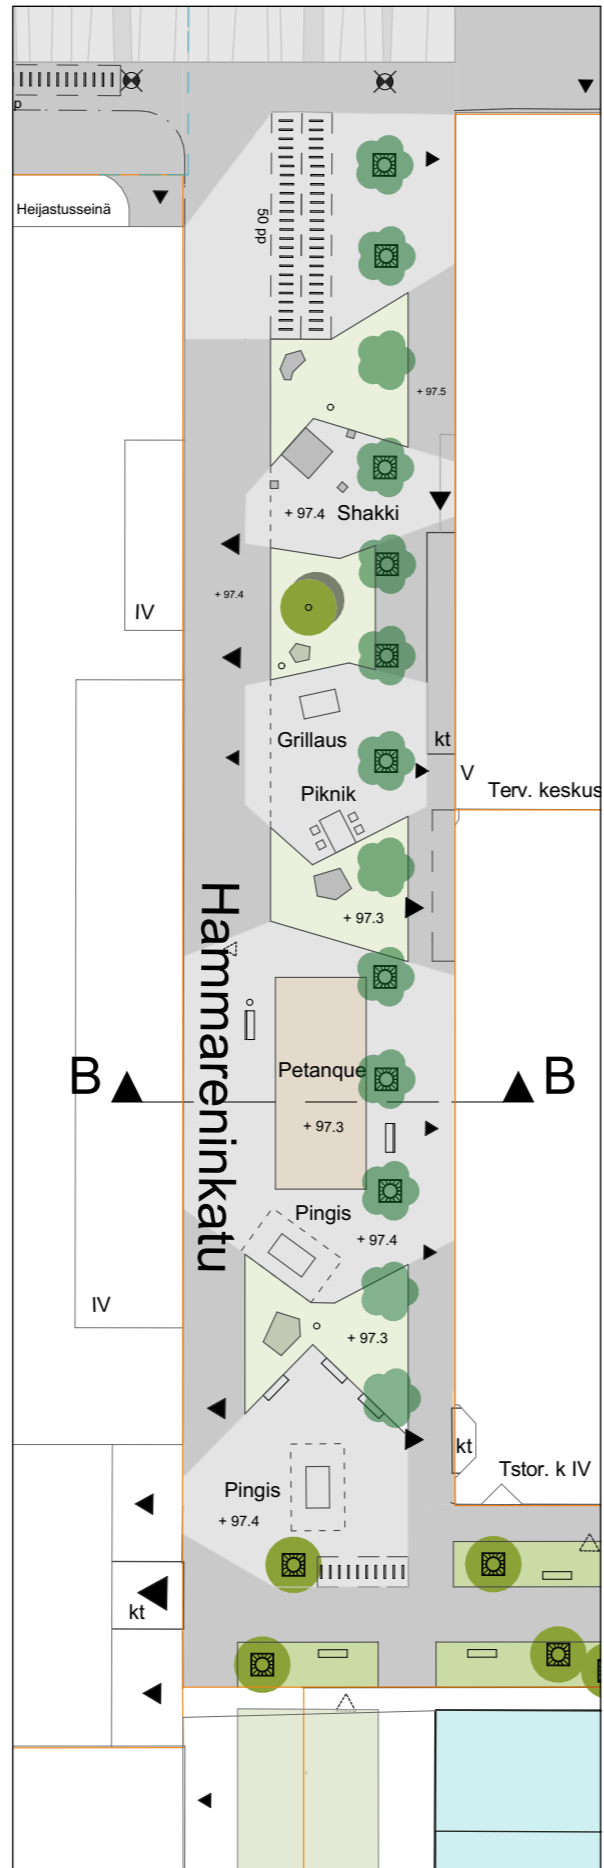 p
Heijastusseinä
50 pp
+ 97.5
+ 97.4 Shakki
+ 97.4
IV
Grillaus
kt
Piknik
V
Terv. keskus
+ 97.3
Hammareninkatu
Petanque
B
B
+ 97.3
Pingis
+ 97.4
IV
+ 97.3
kt
Tstor. k IV
Pingis
+ 97.4
kt